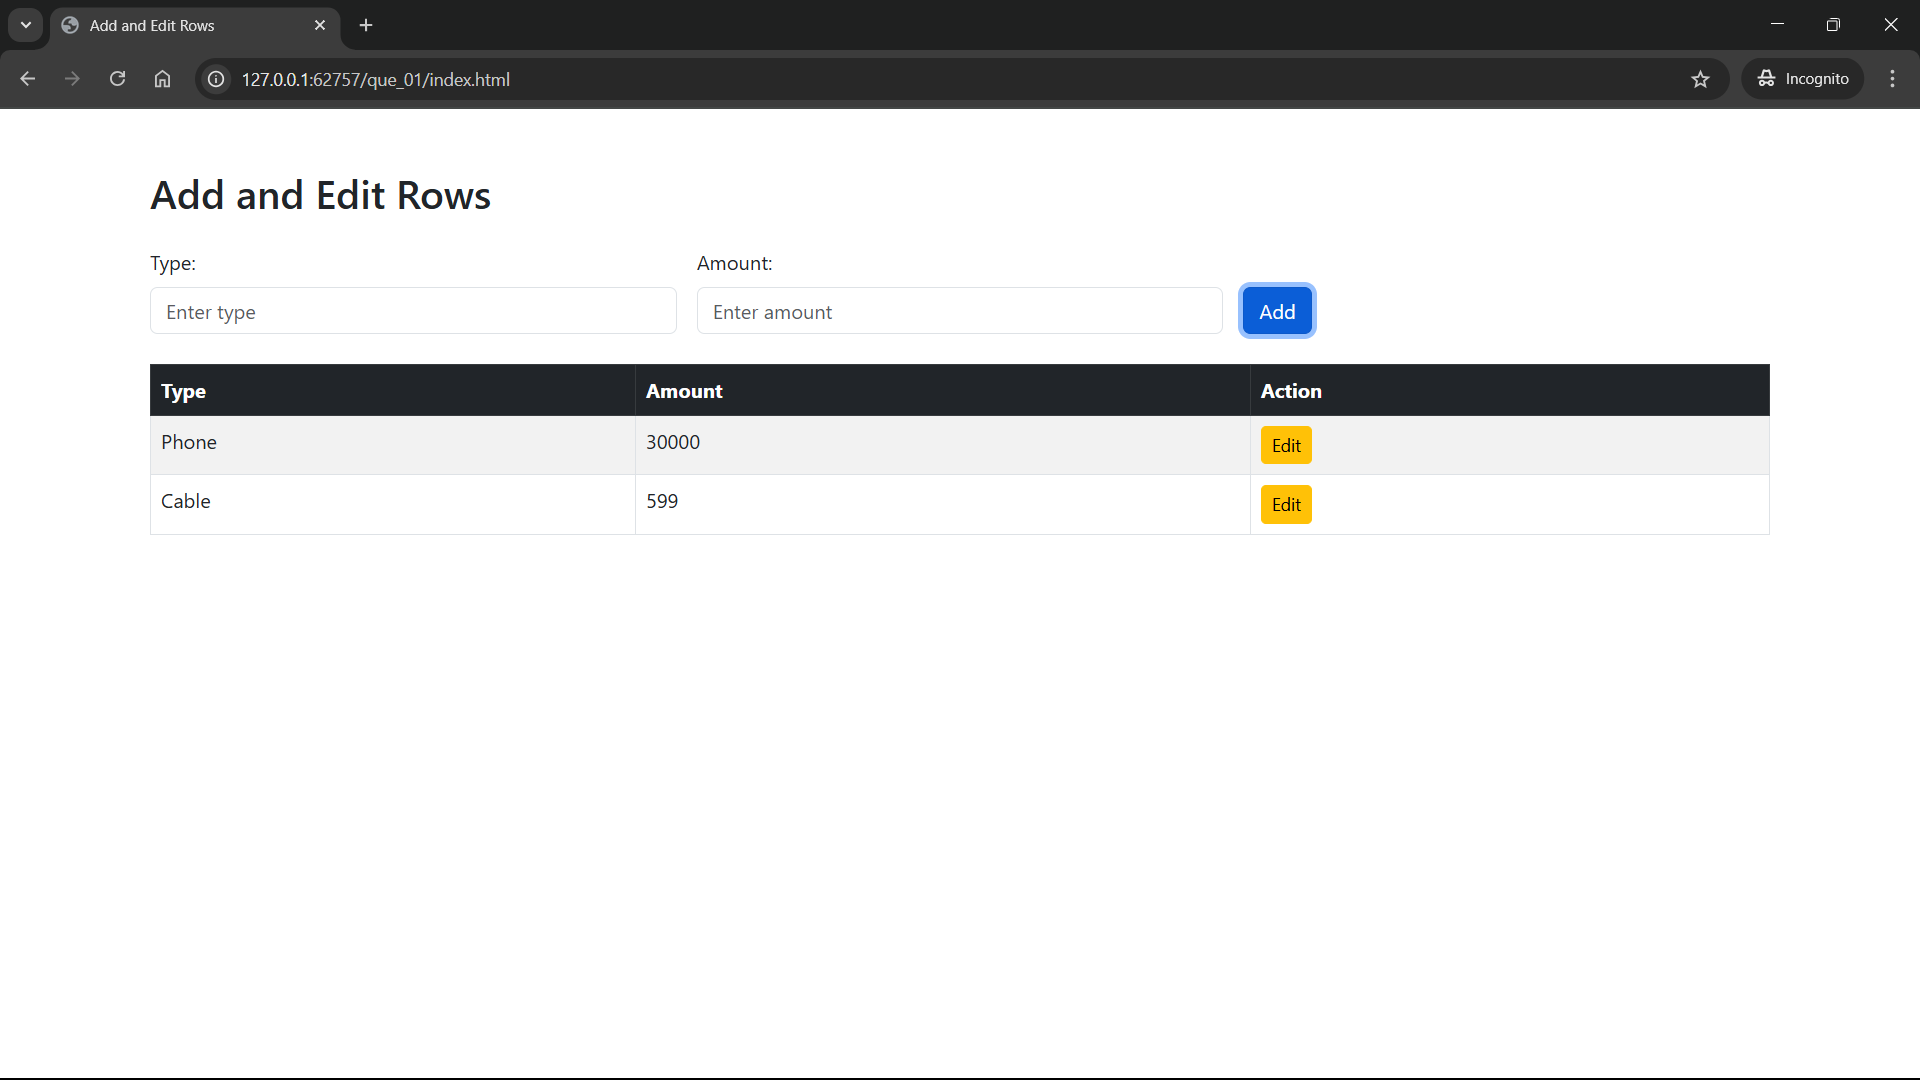 Add and Edit Rows
127.0.0.1:62757/que_01/index.html
Incognito
Add and Edit Rows
Type: Amount:
Enter type Enter amount Add
Type Amount Action
Phone 30000 Edit
Cable 599 Edit